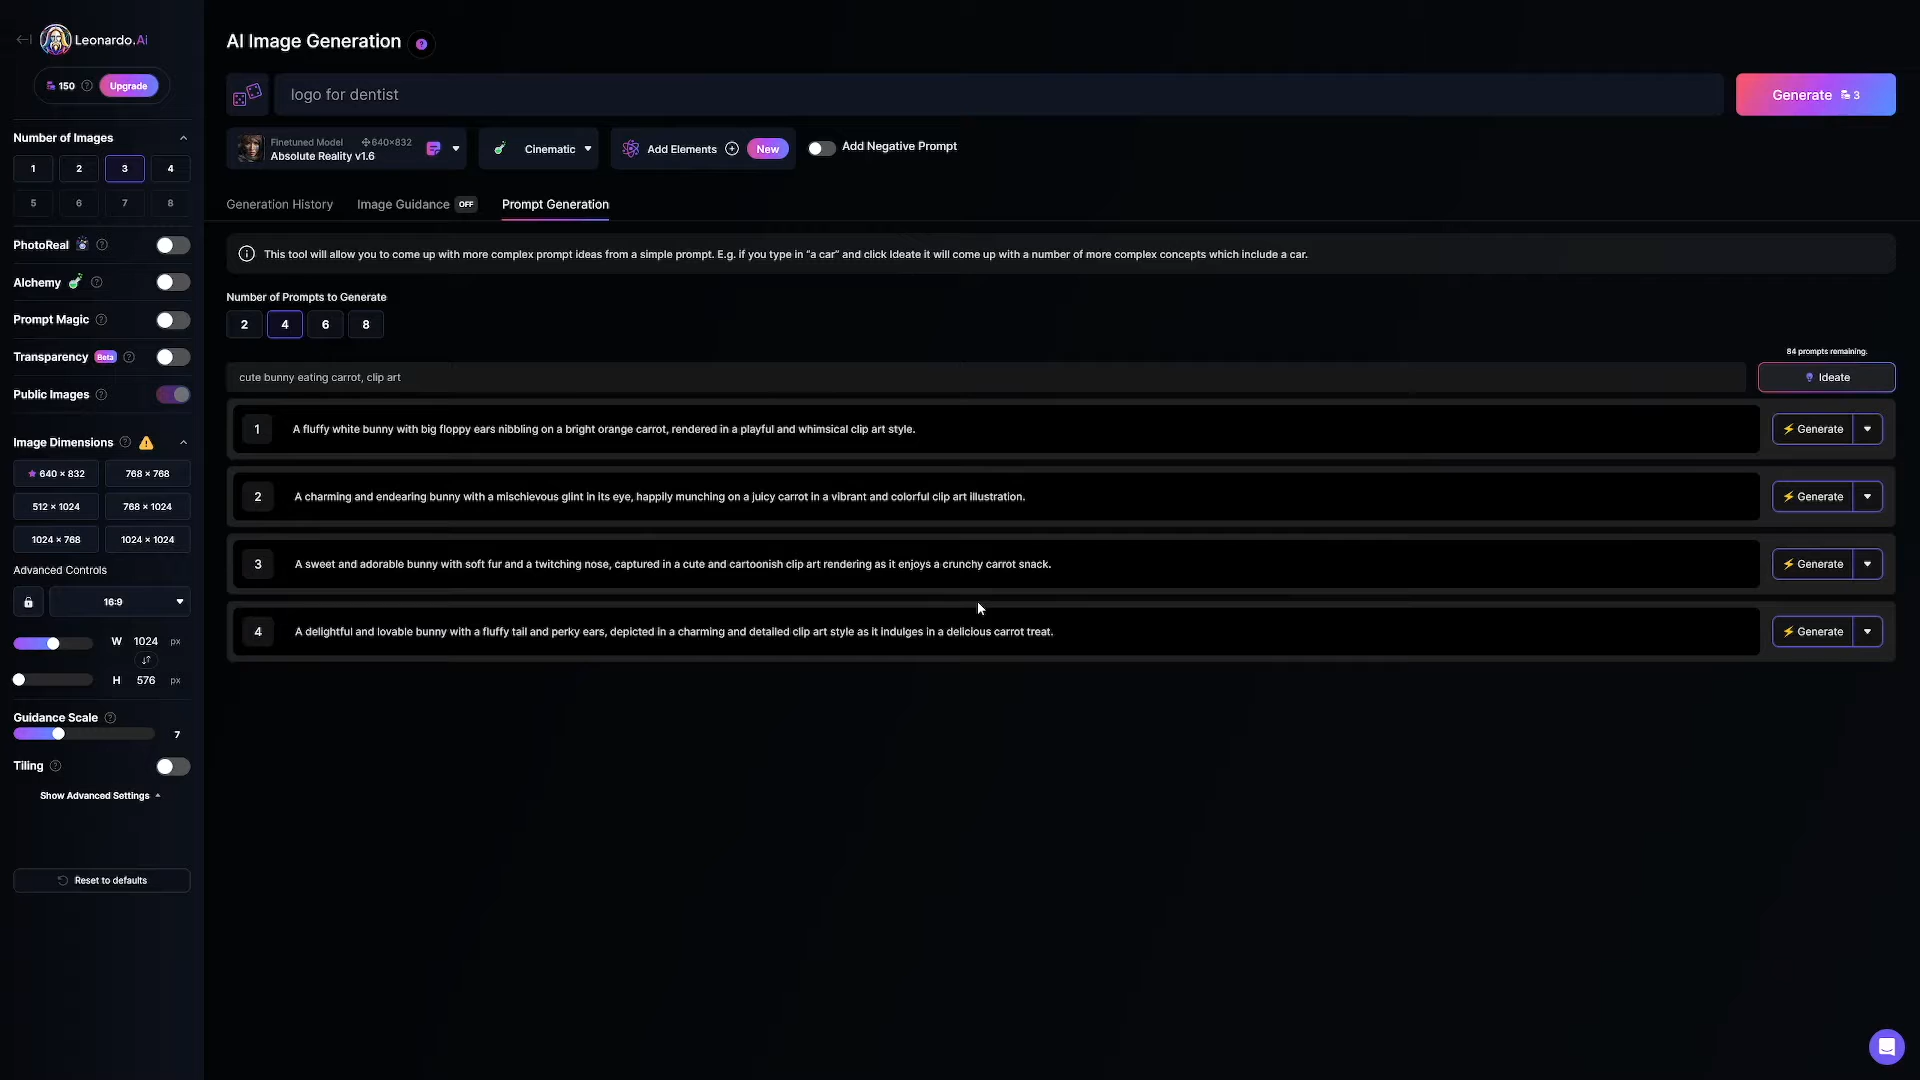 Leonardo.Ai
150 Upgrade
Number of Images
1 2 3 4
5 6 7 8
PhotoReal
Alchemy
Prompt Magic
Transparency Beta
Public Images
Image Dimensions
640 × 832 768 × 768
512 × 1024 768 × 1024
1024 × 768 1024 × 1024
Advanced Controls
16:9
W 1024 px
H 576 px
Guidance Scale
7
Tiling
Show Advanced Settings
Reset to defaults
AI Image Generation
logo for dentist
Generate 3
Finetuned Model 640×832
Absolute Reality v1.6
Cinematic
Add Elements New
Add Negative Prompt
Generation History Image Guidance OFF Prompt Generation
This tool will allow you to come up with more complex prompt ideas from a simple prompt. E.g. if you type in "a car" and click Ideate it will come up with a number of more complex concepts which include a car.
Number of Prompts to Generate
2 4 6 8
84 prompts remaining.
cute bunny eating carrot, clip art
Ideate
1 A fluffy white bunny with big floppy ears nibbling on a bright orange carrot, rendered in a playful and whimsical clip art style. Generate
2 A charming and endearing bunny with a mischievous glint in its eye, happily munching on a juicy carrot in a vibrant and colorful clip art illustration. Generate
3 A sweet and adorable bunny with soft fur and a twitching nose, captured in a cute and cartoonish clip art rendering as it enjoys a crunchy carrot snack. Generate
4 A delightful and lovable bunny with a fluffy tail and perky ears, depicted in a charming and detailed clip art style as it indulges in a delicious carrot treat. Generate